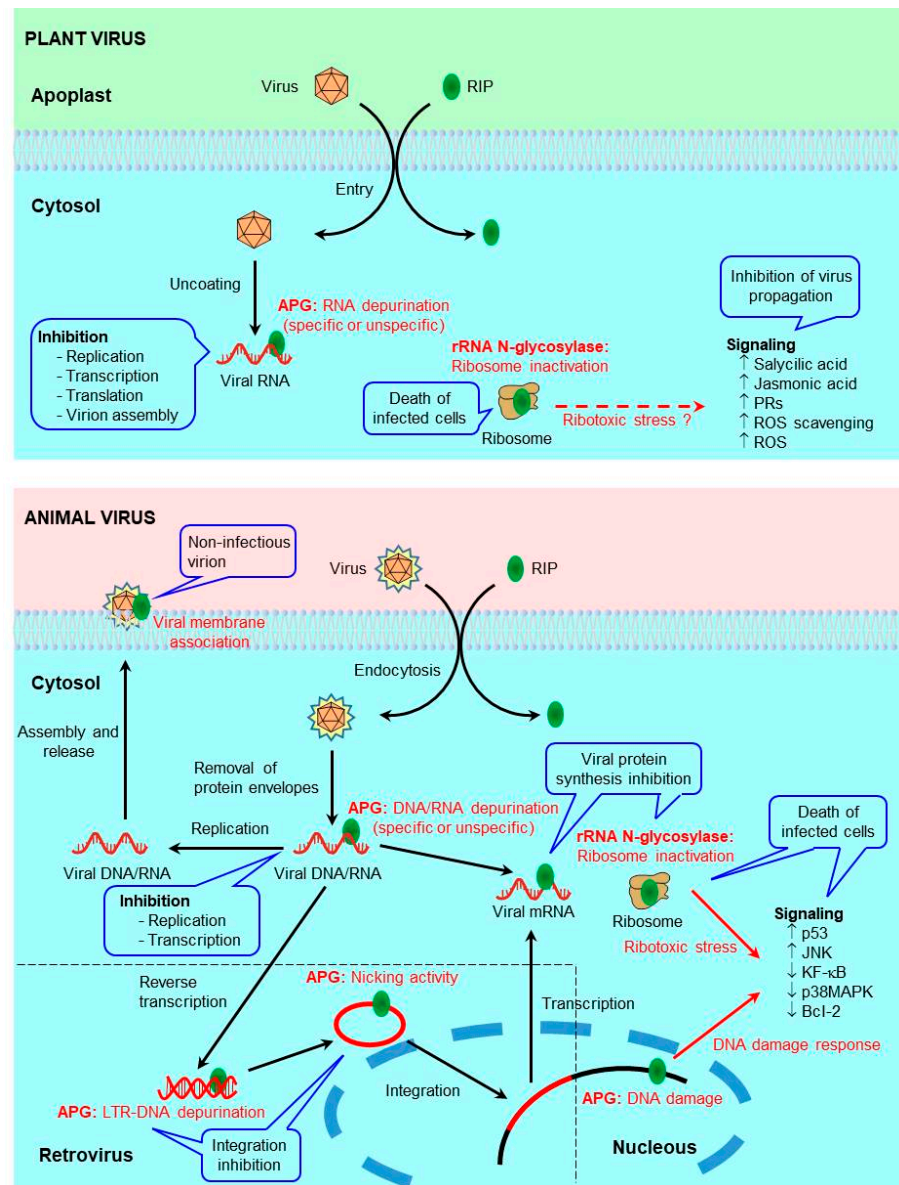 PLANT VIRUS
Apoplast
Virus
RIP
Entry
Cytosol
Uncoating
APG: RNA depurination
(specific or unspecific)
Inhibition
- Replication
- Transcription
- Translation
- Virion assembly
Viral RNA
rRNA N-glycosylase:
Ribosome inactivation
Death of
infected cells
Ribosome
Ribotoxic stress ?
Inhibition of virus
propagation
Signaling
↑ Salycilic acid
↑ Jasmonic acid
↑ PRs
↑ ROS scavenging
↑ ROS
ANIMAL VIRUS
Non-infectious
virion
Virus
RIP
Viral membrane
association
Endocytosis
Cytosol
Assembly and
release
Removal of
protein envelopes
Viral protein
synthesis inhibition
APG: DNA/RNA depurination
(specific or unspecific)
Replication
Viral DNA/RNA
Viral DNA/RNA
Inhibition
- Replication
- Transcription
Viral mRNA
rRNA N-glycosylase:
Ribosome inactivation
Ribosome
Death of
infected cells
Ribotoxic stress
Signaling
↑ p53
↑ JNK
↓ KF-κB
↓ p38MAPK
↓ Bcl-2
Reverse
transcription
APG: Nicking activity
Transcription
DNA damage response
Integration
APG: LTR-DNA depurination
APG: DNA damage
Integration
inhibition
Retrovirus
Nucleous